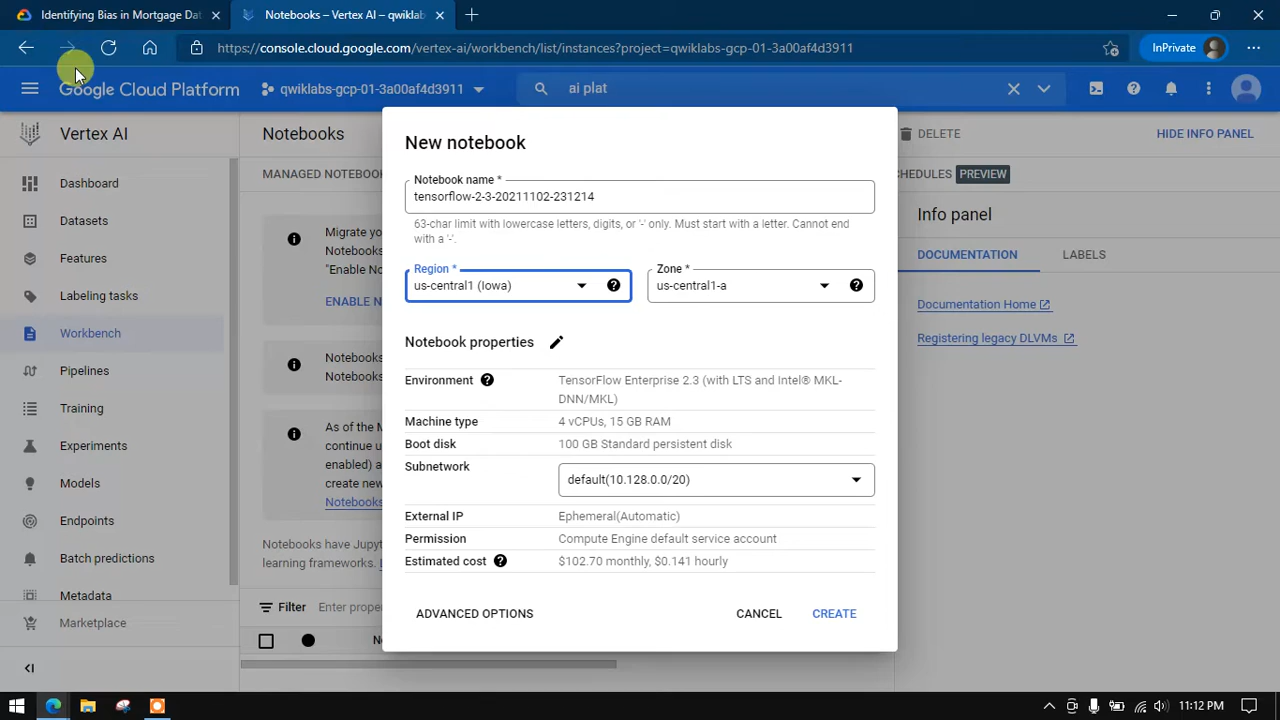 Identifying Bias in Mortgage Dat
Notebooks – Vertex AI – qwiklab
https://console.cloud.google.com/vertex-ai/workbench/list/instances?project=qwiklabs-gcp-01-3a00af4d3911
InPrivate
Google Cloud Platform
qwiklabs-gcp-01-3a00af4d3911
ai plat
Vertex AI
Notebooks
DELETE
HIDE INFO PANEL
MANAGED NOTEBOOK
CHEDULES
PREVIEW
Dashboard
Datasets
Features
Labeling tasks
Workbench
Pipelines
Training
Experiments
Models
Endpoints
Batch predictions
Metadata
Marketplace
Migrate you
Notebooks
"Enable No
ENABLE N
Notebooks
Notebooks
As of the M
continue u
enabled) a
create new
Notebooks
Notebooks have Jupyt
learning frameworks.
Filter
Enter prope
No
New notebook
Notebook name *
tensorflow-2-3-20211102-231214
63-char limit with lowercase letters, digits, or '-' only. Must start with a letter. Cannot end
with a '-'.
Region *
us-central1 (Iowa)
Zone *
us-central1-a
Notebook properties
Environment
TensorFlow Enterprise 2.3 (with LTS and Intel® MKL-
DNN/MKL)
Machine type
4 vCPUs, 15 GB RAM
Boot disk
100 GB Standard persistent disk
Subnetwork
default(10.128.0.0/20)
External IP
Ephemeral(Automatic)
Permission
Compute Engine default service account
Estimated cost
$102.70 monthly, $0.141 hourly
ADVANCED OPTIONS
CANCEL
CREATE
Info panel
DOCUMENTATION
LABELS
Documentation Home
Registering legacy DLVMs
11:12 PM